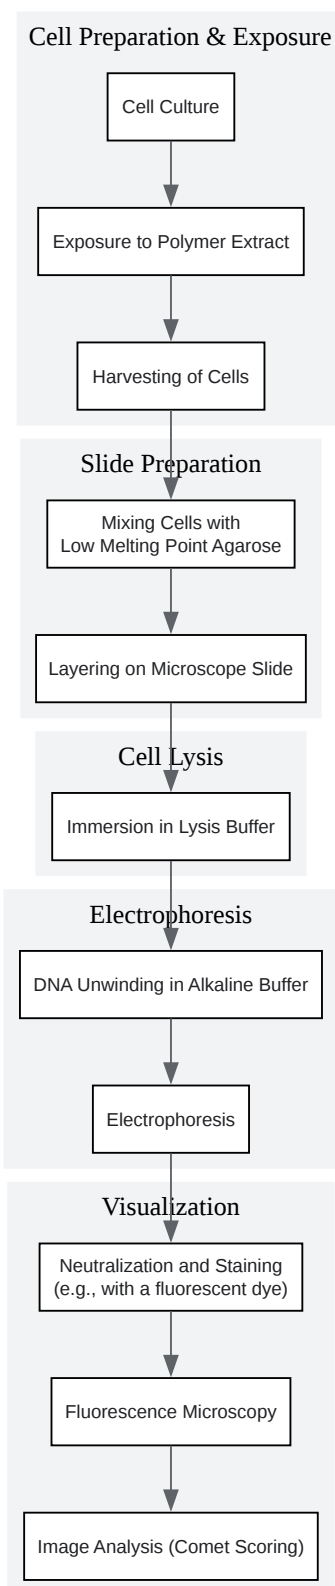 Cell Preparation & Exposure
Cell Culture
Exposure to Polymer Extract
Harvesting of Cells
Slide Preparation
Mixing Cells with
Low Melting Point Agarose
Layering on Microscope Slide
Cell Lysis
Immersion in Lysis Buffer
Electrophoresis
DNA Unwinding in Alkaline Buffer
Electrophoresis
Visualization
Neutralization and Staining
(e.g., with a fluorescent dye)
Fluorescence Microscopy
Image Analysis (Comet Scoring)